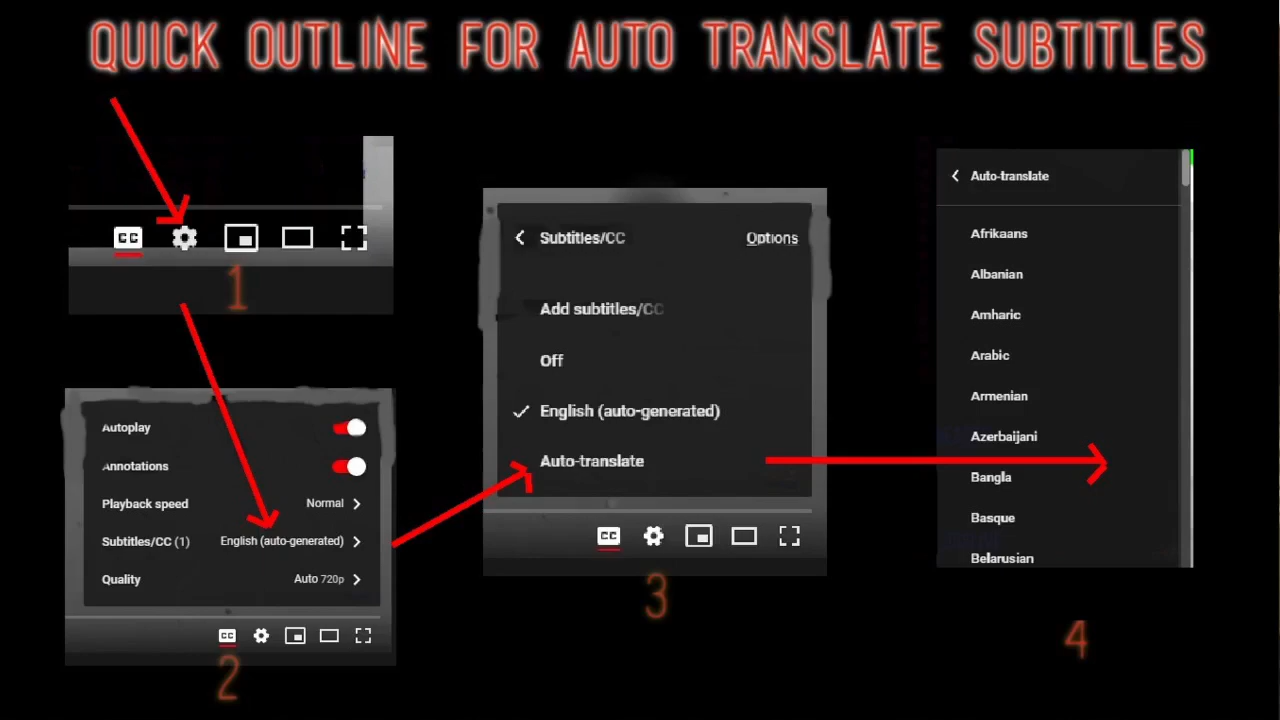 QUICK OUTLINE FOR AUTO TRANSLATE SUBTITLES
CC
1
Autoplay
Annotations
Playback speed Normal
Subtitles/CC (1) English (auto-generated)
Quality Auto 720p
CC
2
Subtitles/CC Options
Add subtitles/CC
Off
English (auto-generated)
Auto-translate
CC
3
Auto-translate
Afrikaans
Albanian
Amharic
Arabic
Armenian
Azerbaijani
Bangla
Basque
Belarusian
4